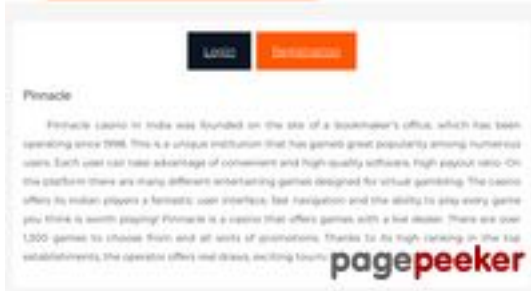 Login Registration
Pinnacle
Pinnacle casino in India was founded on the site of a bookmaker's office, which has been
operating since 1998. This is a unique institution that has gained great popularity among numerous
users. Each user can take advantage of convenient and high-quality software, high payout ratio. On
the platform there are many different entertaining games designed for virtual gambling. The casino
offers its Indian players a fantastic user interface, fast navigation and the ability to play every game
you think is worth playing! Pinnacle is a casino that offers games with a live dealer. There are over
1,500 games to choose from and all sorts of promotions. Thanks to its high ranking in the top
establishments, the operator offers real draws, exciting
pagepeeker